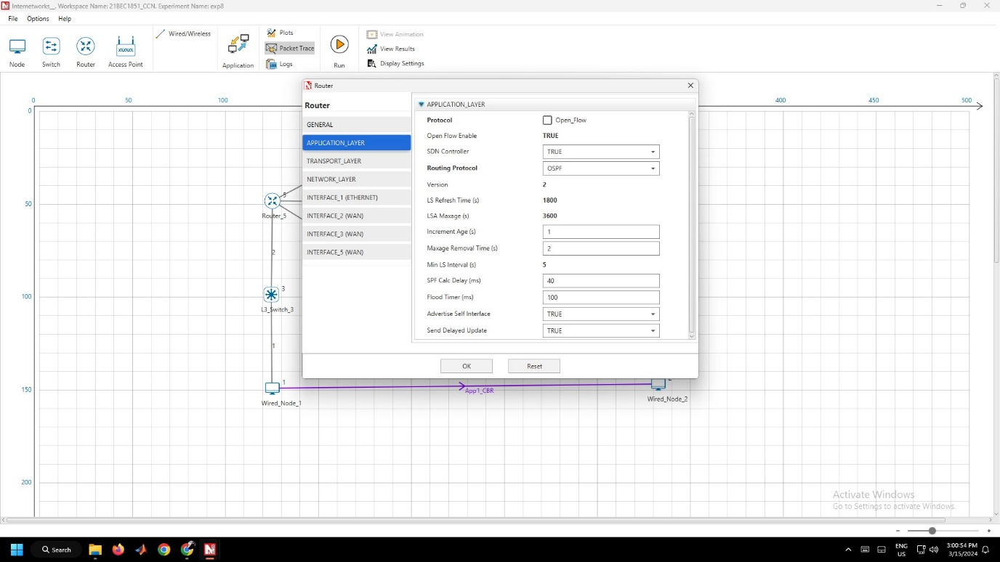 Internetworks__. Workspace Name: 21BEC1851_CCN. Experiment Name: exp8
File Options Help
Node
Switch
Router
Access Point
Wired/Wireless
Application
Plots
Packet Trace
Logs
Run
View Animation
View Results
Display Settings
0 50 100 400 450 500
0
50
100
150
200
5
Router_5
2
3
L3_Switch_3
1
1
Wired_Node_1
App1_CBR
Wired_Node_2
Router
Router
GENERAL
APPLICATION_LAYER
TRANSPORT_LAYER
NETWORK_LAYER
INTERFACE_1 (ETHERNET)
INTERFACE_2 (WAN)
INTERFACE_3 (WAN)
INTERFACE_5 (WAN)
APPLICATION_LAYER
Protocol Open_Flow
Open Flow Enable TRUE
SDN Controller TRUE
Routing Protocol OSPF
Version 2
LS Refresh Time (s) 1800
LSA Maxage (s) 3600
Increment Age (s) 1
Maxage Removal Time (s) 2
Min LS Interval (s) 5
SPF Calc Delay (ms) 40
Flood Timer (ms) 100
Advertise Self Interface TRUE
Send Delayed Update TRUE
OK Reset
Activate Windows
Go to Settings to activate Windows.
Search
ENG
US
3:00:54 PM
3/15/2024